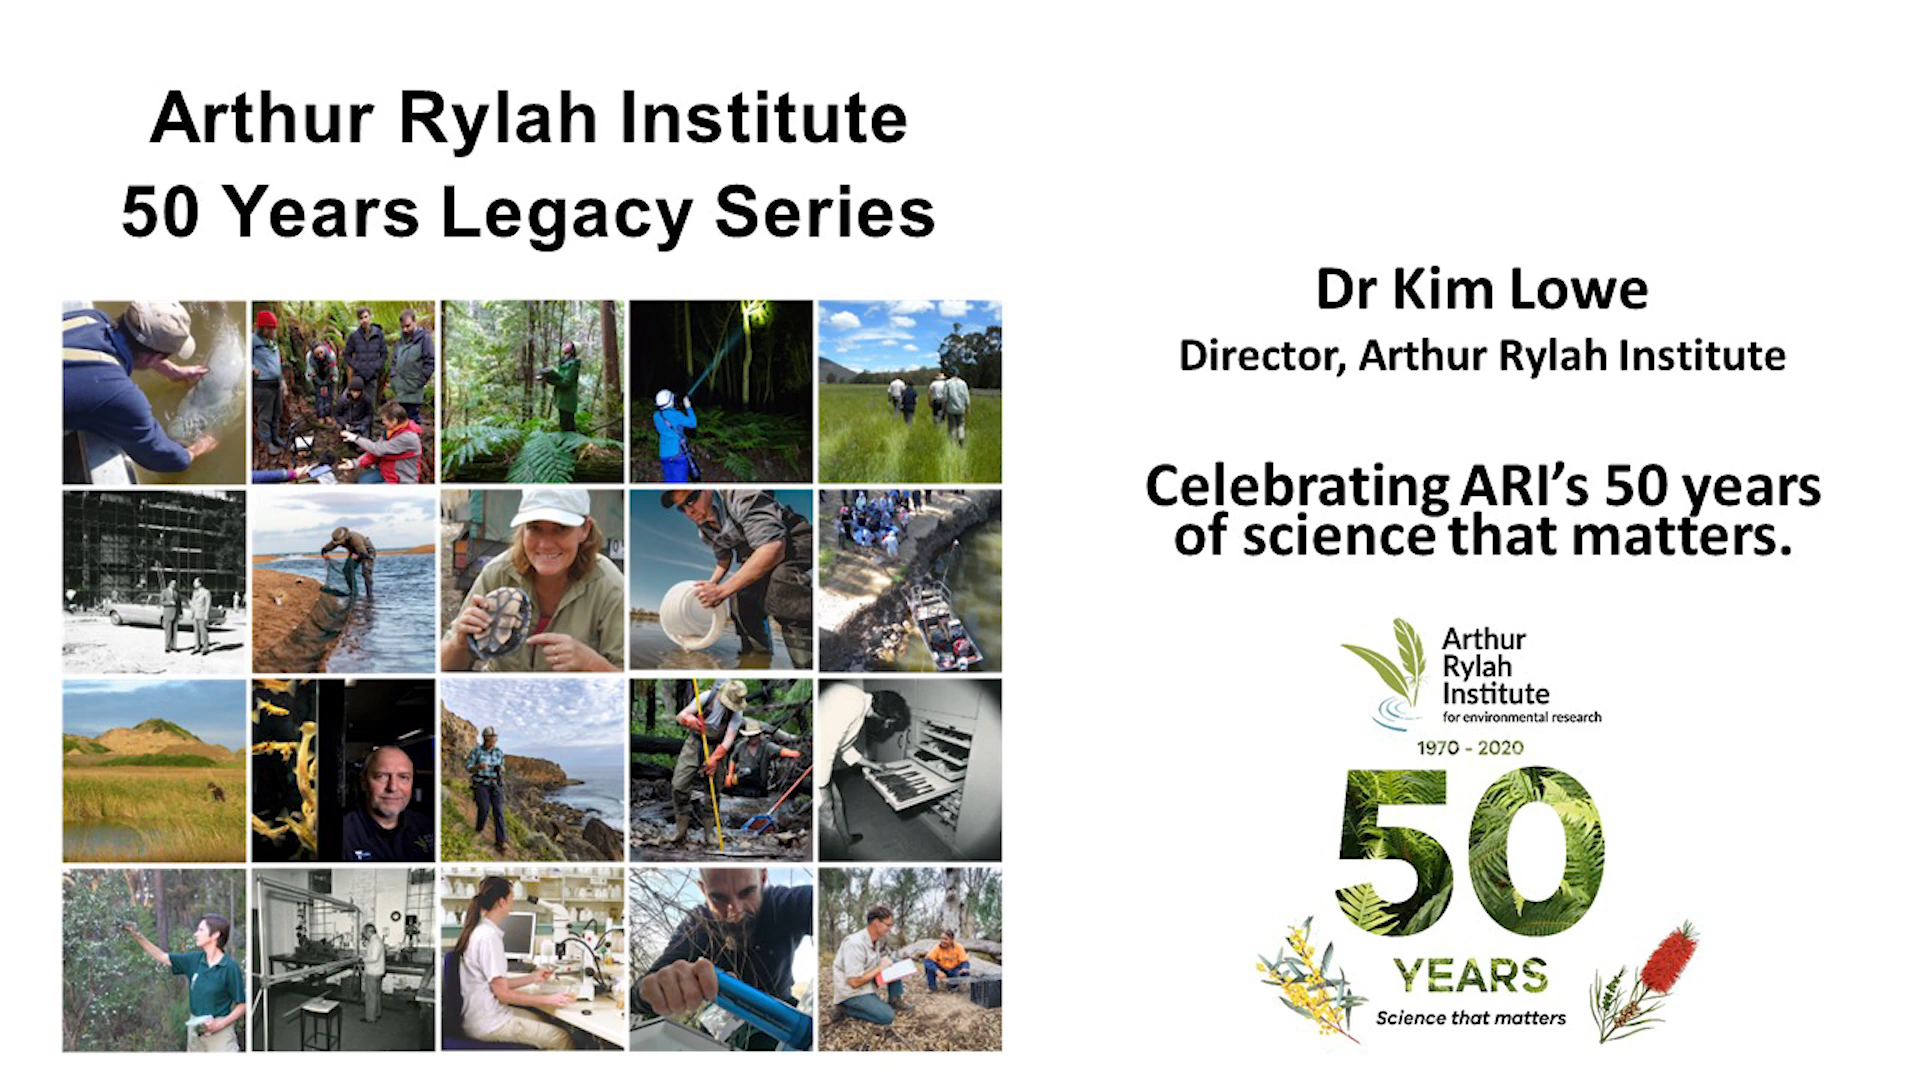 Arthur Rylah Institute
50 Years Legacy Series
Dr Kim Lowe
Director, Arthur Rylah Institute
Celebrating ARI’s 50 years
of science that matters.
Arthur
Rylah
Institute
for environmental research
1970 - 2020
50
YEARS
Science that matters